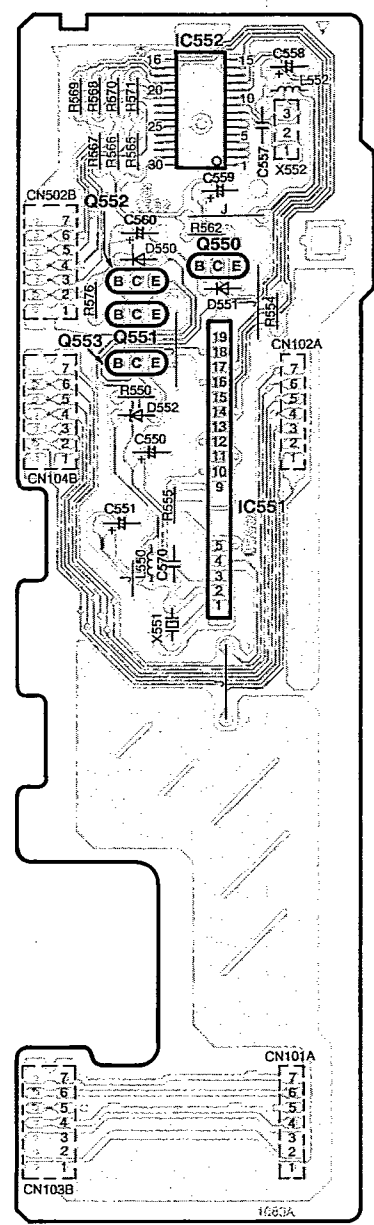 IC552
C558
16
15
L552
R569
R568
R570
R571
20
10
3
2
1
25
5
R567
R566
R565
30
1
C557
X552
C559
CN502B
Q552
J
C560
R562
7
6
5
4
3
2
1
D550
Q550
B C E
B C E
R576
D551
R554
B C E
Q553
Q551
CN102A
B C E
19
18
17
16
15
14
13
12
11
10
9
5
4
3
2
1
7
6
5
4
3
2
1
7
6
5
4
3
2
1
R550
D552
C550
CN104B
R555
IC551
C551
J
L550
C570
X551
CN101A
7
6
5
4
3
2
1
7
6
5
4
3
2
1
CN103B
1083A